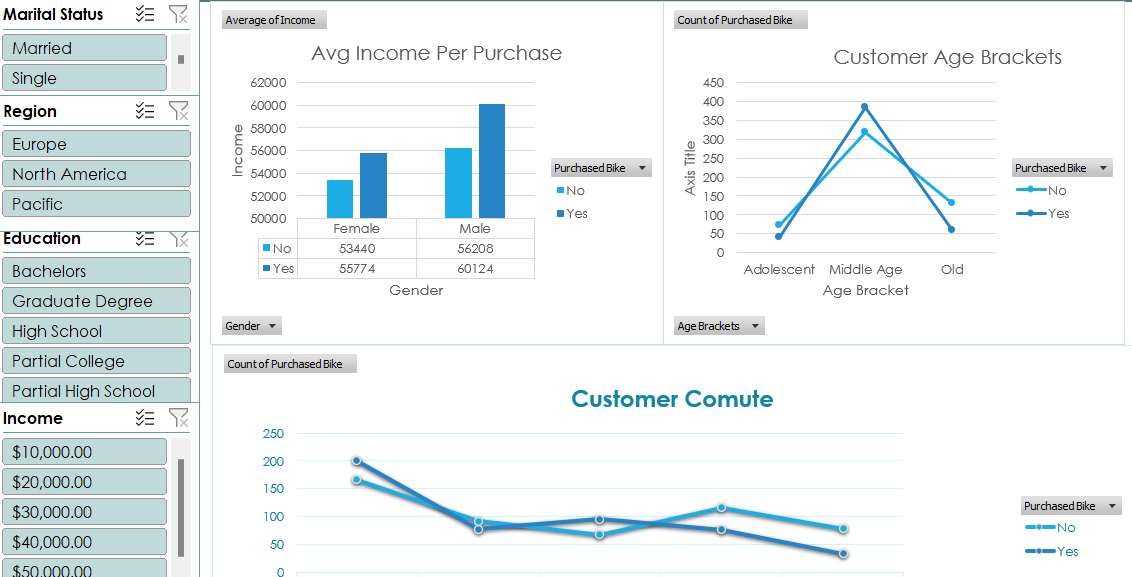 Marital Status
Married
Single
Region
Europe
North America
Pacific
Education
Bachelors
Graduate Degree
High School
Partial College
Partial High School
Income
$10,000.00
$20,000.00
$30,000.00
$40,000.00
$50,000.00
Average of Income
Avg Income Per Purchase
62000
60000
58000
56000
54000
52000
50000
Income
Female Male
No 53440 56208
Yes 55774 60124
Gender
Purchased Bike
No
Yes
Gender
Count of Purchased Bike
Customer Age Brackets
450
400
350
300
250
200
150
100
50
0
Axis Title
Adolescent Middle Age Old
Age Bracket
Purchased Bike
No
Yes
Age Brackets
Count of Purchased Bike
Customer Comute
250
200
150
100
50
0
Purchased Bike
No
Yes